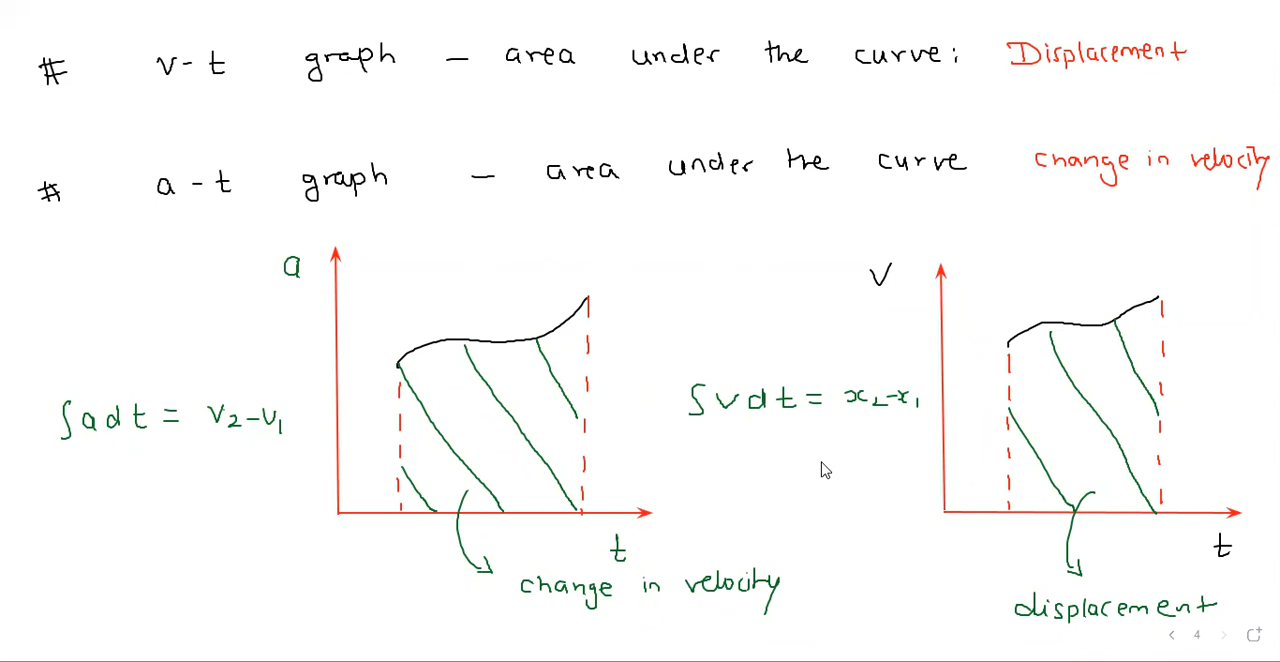 # v-t graph – area under the curve: Displacement
# a-t graph – area under the curve change in velocity
a
v
∫adt = v2-v1
∫vdt = x2-x1
t
t
change in velocity
displacement
< 4 >